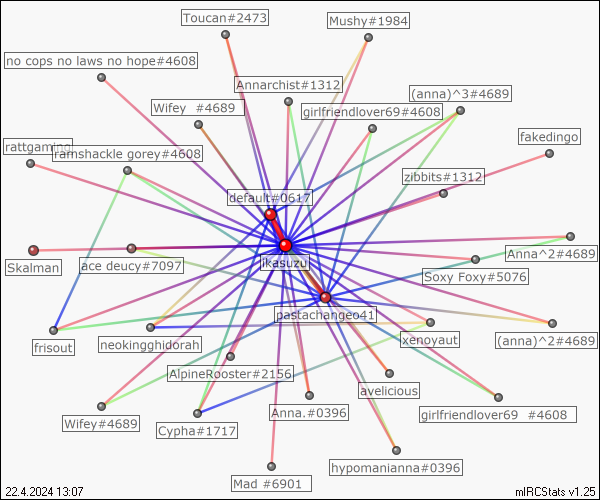 Toucan#2473
Mushy#1984
no cops no laws no hope#4608
Annarchist#1312
(anna)^3#4689
Wifey  #4689
girlfriendlover69#4608
fakedingo
rattgaming
ramshackle gorey#4608
zibbits#1312
default#0617
Anna^2#4689
ikasuzu
Skalman
ace deucy#7097
Soxy Foxy#5076
pastachangeo41
frisout
neokingghidorah
xenoyaut
(anna)^2#4689
AlpineRooster#2156
avelicious
Anna.#0396
girlfriendlover69  #4608
Wifey#4689
Cypha#1717
hypomanianna#0396
Mad #6901
22.4.2024 13:07
mIRCStats v1.25